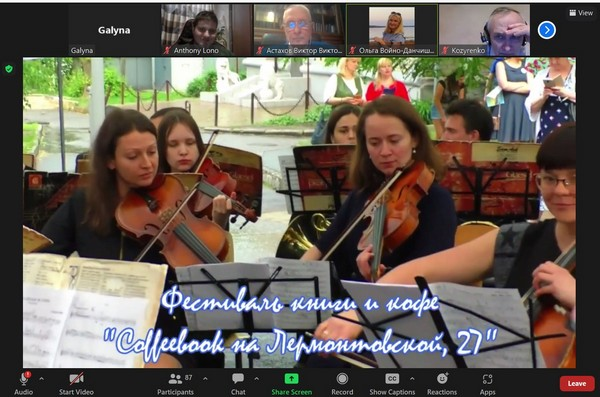 View
Galyna
Galyna
Anthony Lono
Астахов Виктор Викто...
Ольга Войно-Данчиш...
Kozyrenko
Фестиваль книги и кофе
"Coffeebook на Лермонтовской, 27"
Audio
Start Video
Participants
87
Chat
Share Screen
Record
CC
Show Captions
Reactions
Apps
Leave